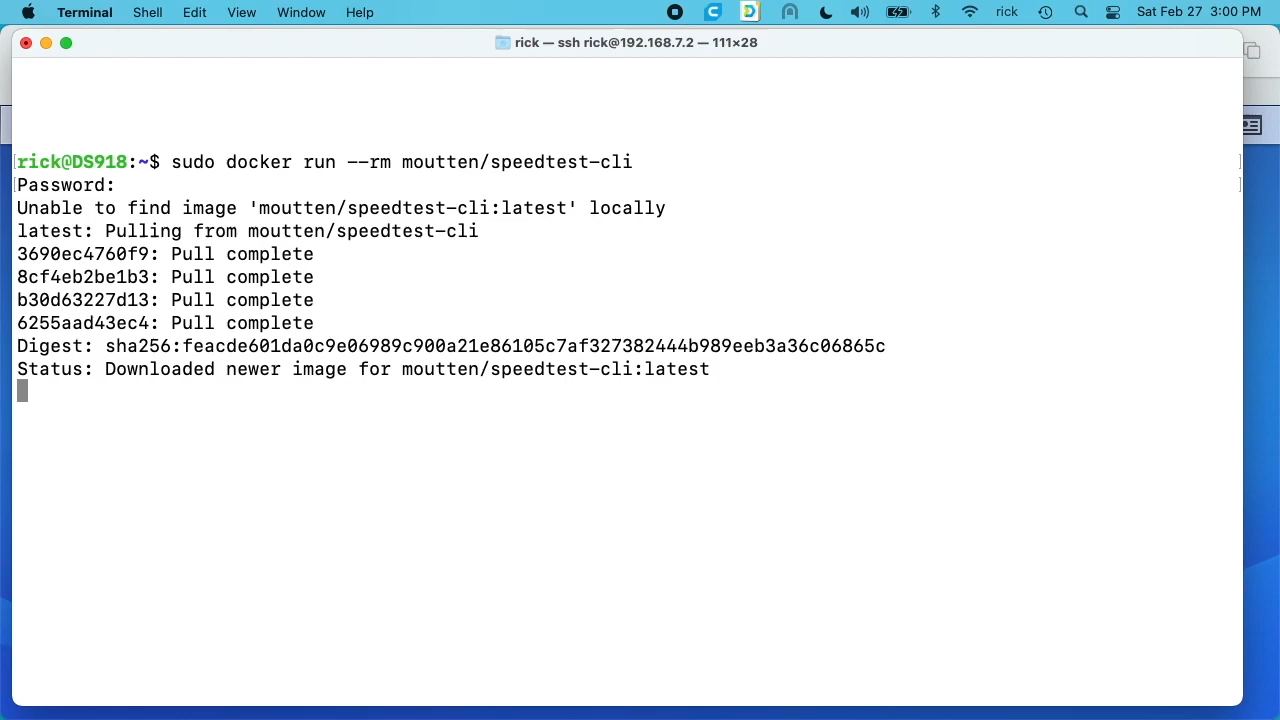 Terminal Shell Edit View Window Help rick Sat Feb 27 3:00 PM
rick — ssh rick@192.168.7.2 — 111×28
rick@DS918:~$ sudo docker run --rm moutten/speedtest-cli
Password:
Unable to find image 'moutten/speedtest-cli:latest' locally
latest: Pulling from moutten/speedtest-cli
3690ec4760f9: Pull complete
8cf4eb2be1b3: Pull complete
b30d63227d13: Pull complete
6255aad43ec4: Pull complete
Digest: sha256:feacde601da0c9e06989c900a21e86105c7af327382444b989eeb3a36c06865c
Status: Downloaded newer image for moutten/speedtest-cli:latest